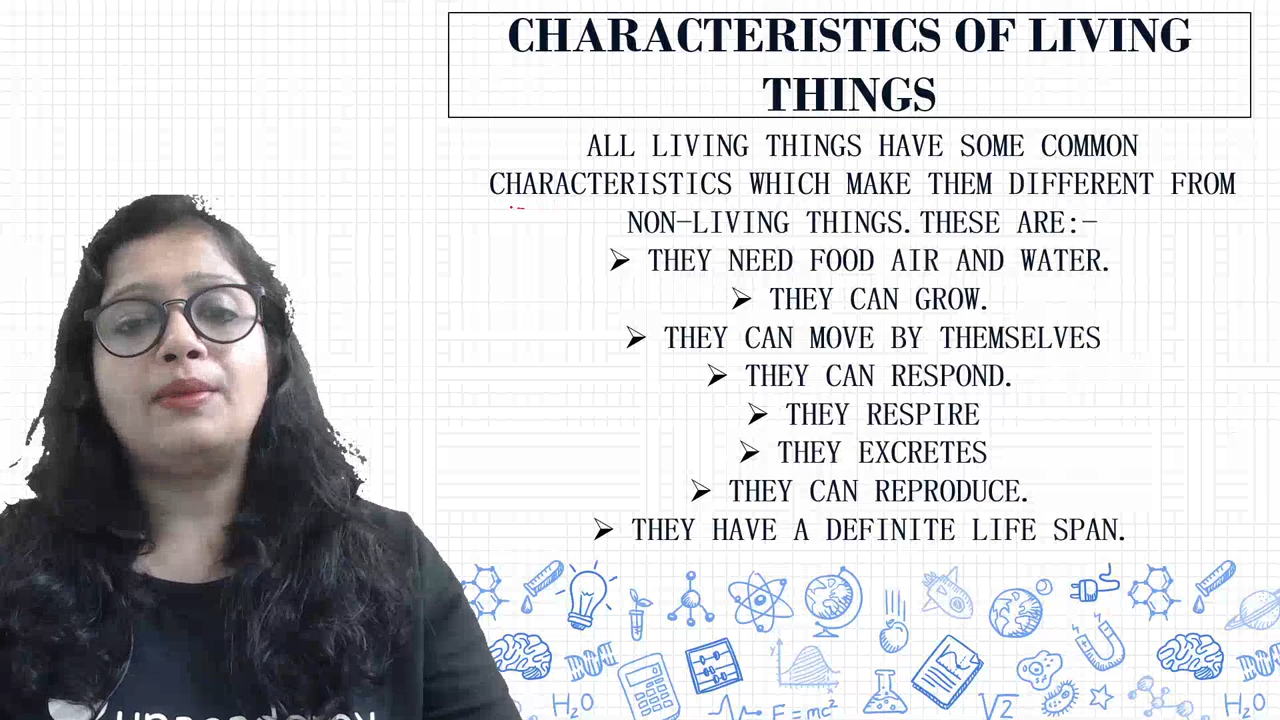 CHARACTERISTICS OF LIVING
THINGS
ALL LIVING THINGS HAVE SOME COMMON
CHARACTERISTICS WHICH MAKE THEM DIFFERENT FROM
NON-LIVING THINGS.THESE ARE:-
➢ THEY NEED FOOD AIR AND WATER.
➢ THEY CAN GROW.
➢ THEY CAN MOVE BY THEMSELVES
➢ THEY CAN RESPOND.
➢ THEY RESPIRE
➢ THEY EXCRETES
➢ THEY CAN REPRODUCE.
➢ THEY HAVE A DEFINITE LIFE SPAN.
H₂O
E=mc²
√2
H₂O